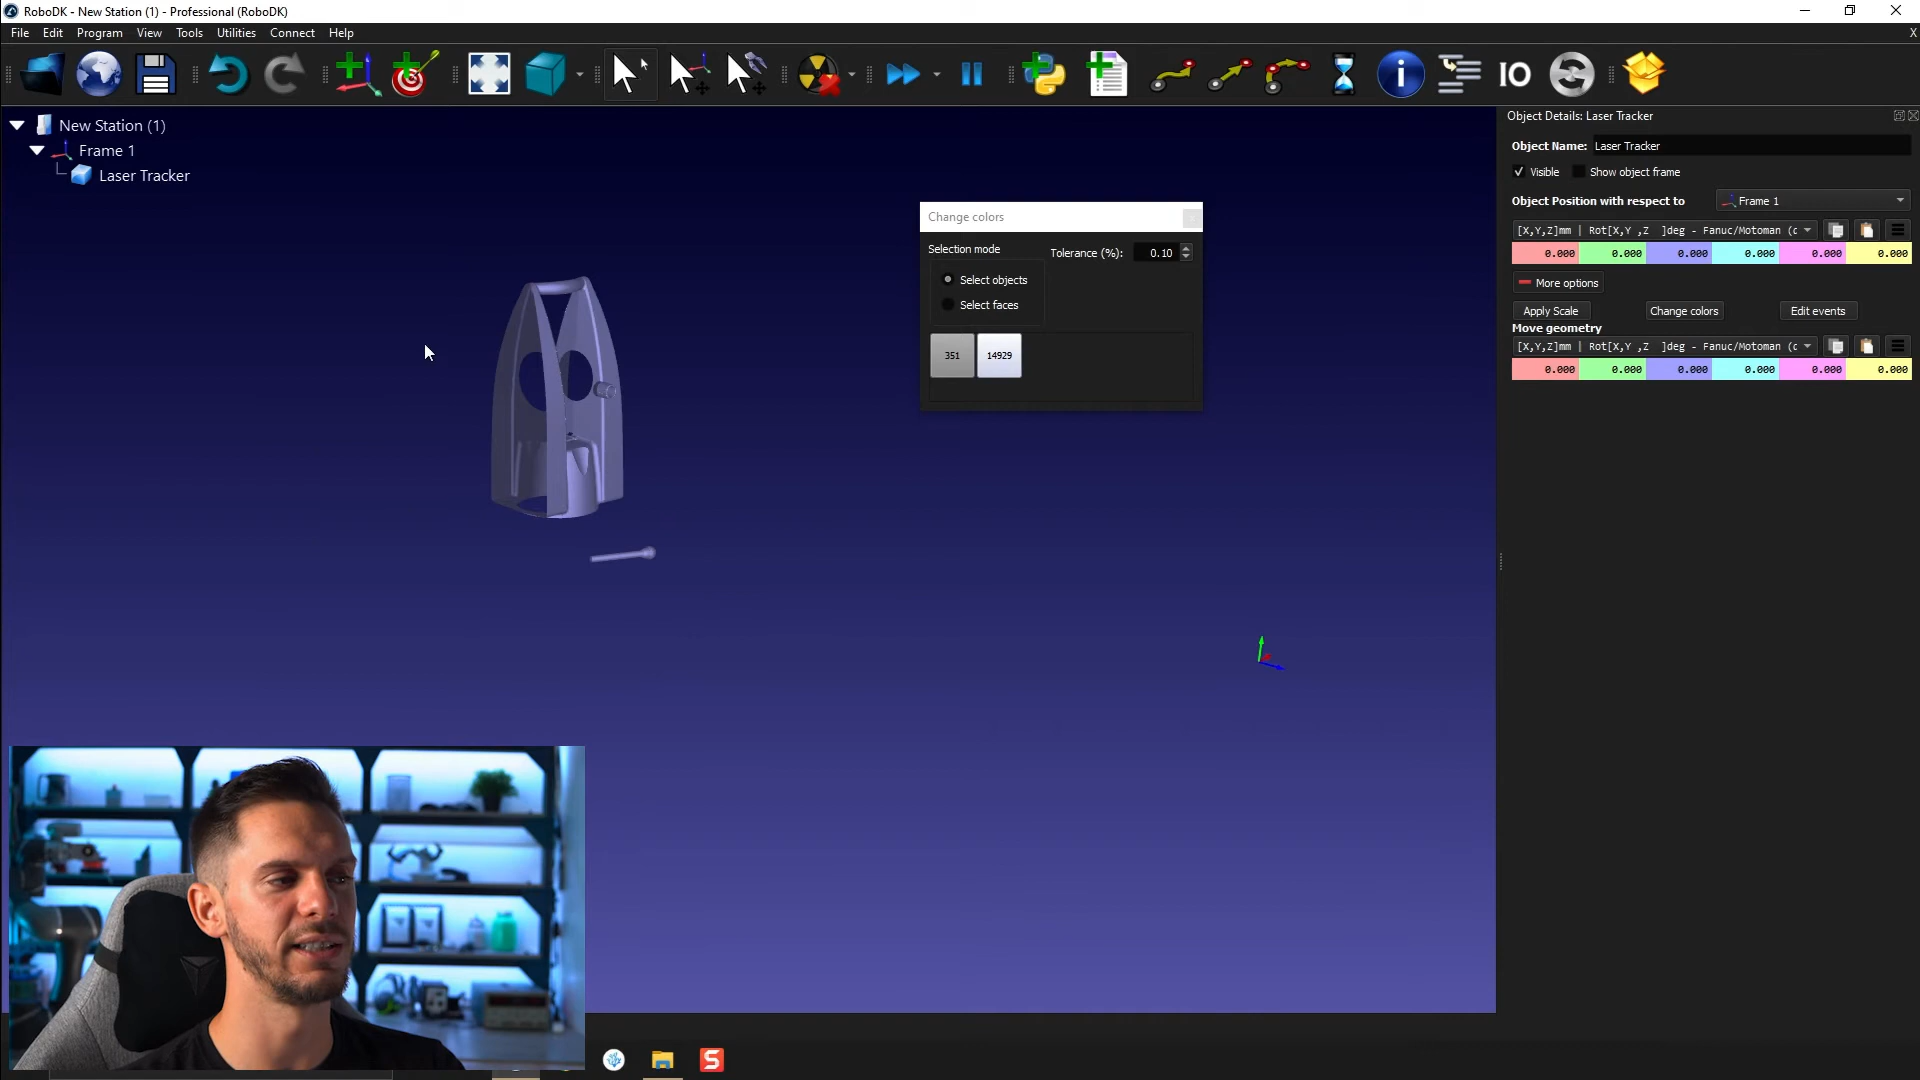 RoboDK - New Station (1) - Professional (RoboDK)
File Edit Program View Tools Utilities Connect Help
X
IO
New Station (1)
Frame 1
Laser Tracker
Change colors
Selection mode
Tolerance (%): 0.10
Select objects
Select faces
351 14929
Object Details: Laser Tracker
Object Name: Laser Tracker
Visible Show object frame
Object Position with respect to Frame 1
[X,Y,Z]mm | Rot[X,Y ,Z ]deg - Fanuc/Motoman (c
0.000 0.000 0.000 0.000 0.000 0.000
More options
Apply Scale Change colors Edit events
Move geometry
[X,Y,Z]mm | Rot[X,Y ,Z ]deg - Fanuc/Motoman (c
0.000 0.000 0.000 0.000 0.000 0.000
S